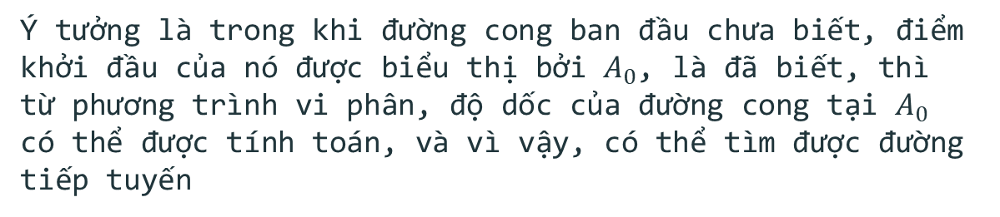 Ý tưởng là trong khi đường cong ban đầu chưa biết, điểm
khởi đầu của nó được biểu thị bởi A₀, là đã biết, thì
từ phương trình vi phân, độ dốc của đường cong tại A₀
có thể được tính toán, và vì vậy, có thể tìm được đường
tiếp tuyến